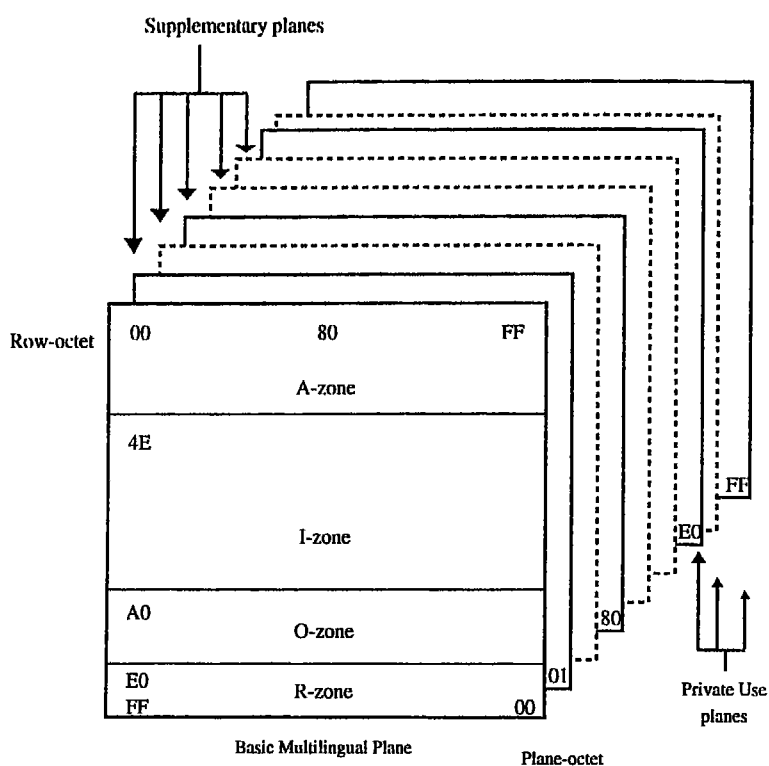 Supplementary planes
Row-octet
00 80 FF
A-zone
4E
I-zone
A0
O-zone
E0
R-zone
FF
00
01
80
E0
FF
Private Use
planes
Basic Multilingual Plane
Plane-octet